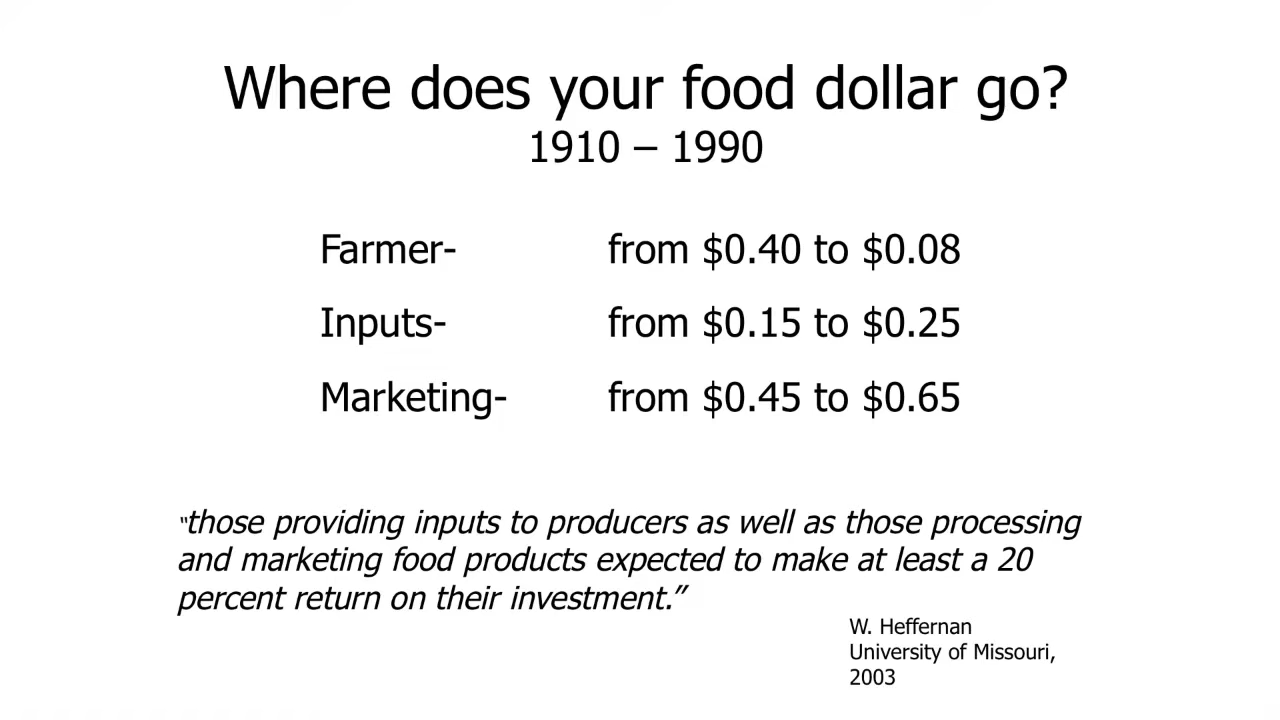 Where does your food dollar go?
1910 – 1990
Farmer- from $0.40 to $0.08
Inputs- from $0.15 to $0.25
Marketing- from $0.45 to $0.65
“those providing inputs to producers as well as those processing
and marketing food products expected to make at least a 20
percent return on their investment.”
W. Heffernan
University of Missouri,
2003